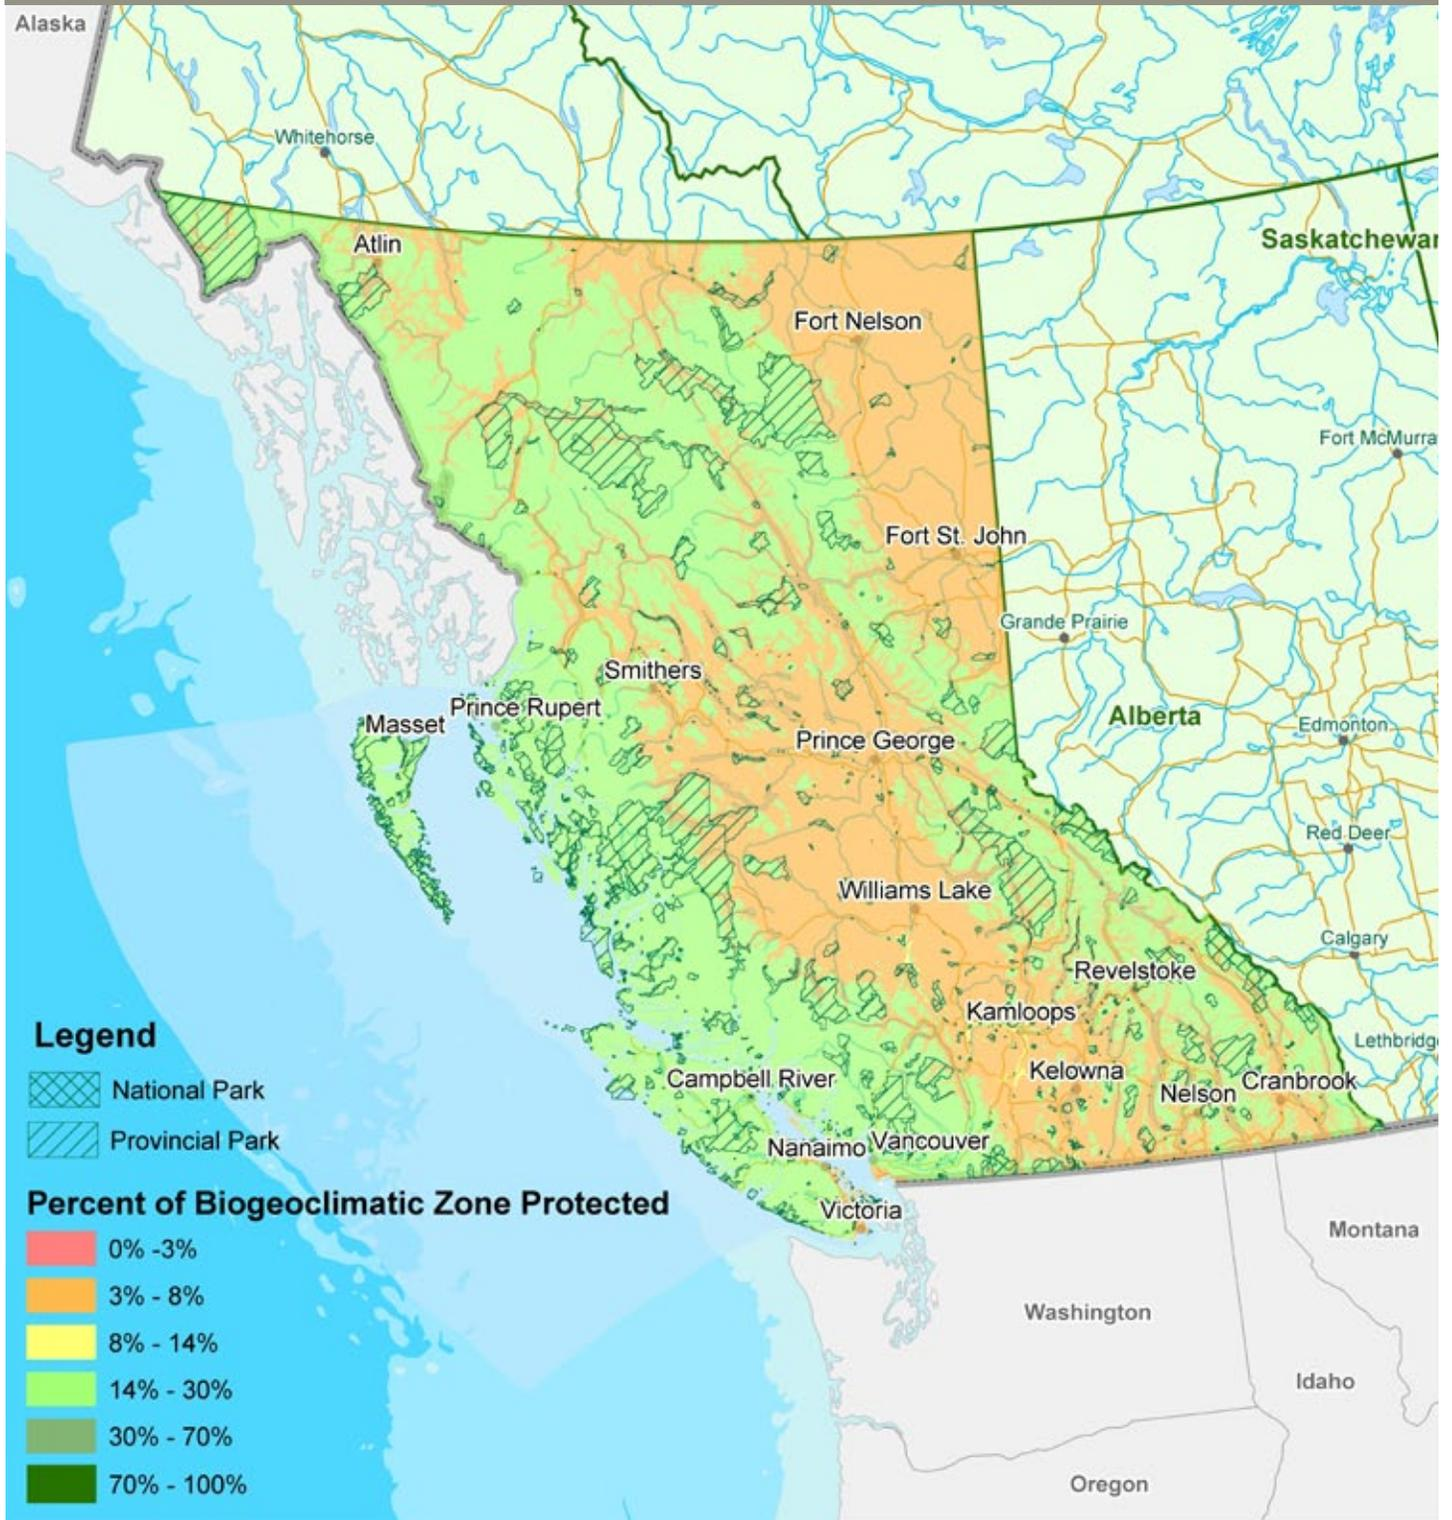 Alaska
Whitehorse
Atlin
Saskatchewar
Fort Nelson
Fort McMurra
Fort St. John
Grande Prairie
Smithers
Prince Rupert
Masset
Alberta
Edmonton
Prince George
Red Deer
Williams Lake
Calgary
Revelstoke
Kamloops
Lethbridg
Kelowna
Campbell River
Cranbrook
Nelson
Nanaimo
Vancouver
Victoria
Legend
National Park
Provincial Park
Percent of Biogeoclimatic Zone Protected
0% -3%
3% - 8%
8% - 14%
14% - 30%
30% - 70%
70% - 100%
Montana
Washington
Idaho
Oregon